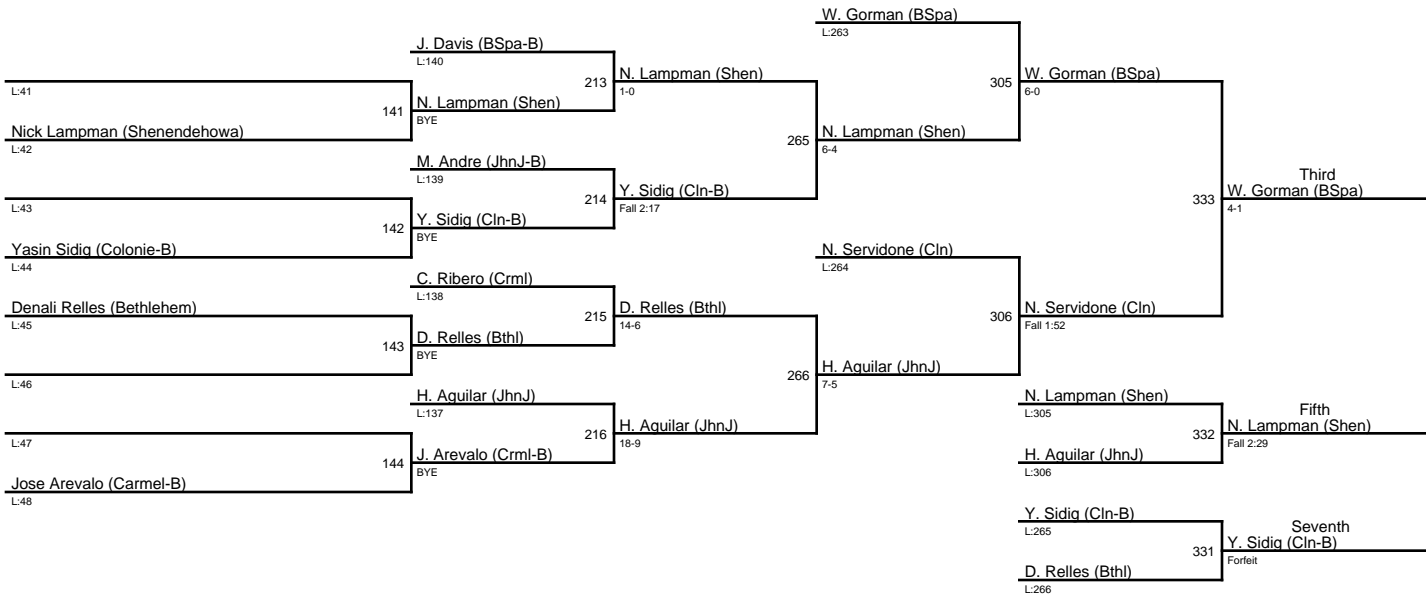 W. Gorman (BSpa)
L:263
J. Davis (BSpa-B)
L:140
213
N. Lampman (Shen)
1-0
305
W. Gorman (BSpa)
6-0
L:41
141
N. Lampman (Shen)
BYE
Nick Lampman (Shenendehowa)
L:42
265
N. Lampman (Shen)
6-4
M. Andre (JhnJ-B)
L:139
L:43
214
Y. Sidig (Cln-B)
Fall 2:17
333
Third
W. Gorman (BSpa)
4-1
142
Y. Sidig (Cln-B)
BYE
Yasin Sidig (Colonie-B)
L:44
N. Servidone (Cln)
L:264
C. Ribero (Crml)
L:138
Denali Relles (Bethlehem)
L:45
215
D. Relles (Bthl)
14-6
306
N. Servidone (Cln)
Fall 1:52
143
D. Relles (Bthl)
BYE
L:46
266
H. Aguilar (JhnJ)
7-5
H. Aguilar (JhnJ)
L:137
N. Lampman (Shen)
L:305
L:47
216
H. Aguilar (JhnJ)
18-9
332
Fifth
N. Lampman (Shen)
Fall 2:29
144
J. Arevalo (Crml-B)
BYE
H. Aguilar (JhnJ)
L:306
Jose Arevalo (Carmel-B)
L:48
Y. Sidig (Cln-B)
L:265
331
Seventh
Y. Sidig (Cln-B)
Forfeit
D. Relles (Bthl)
L:266